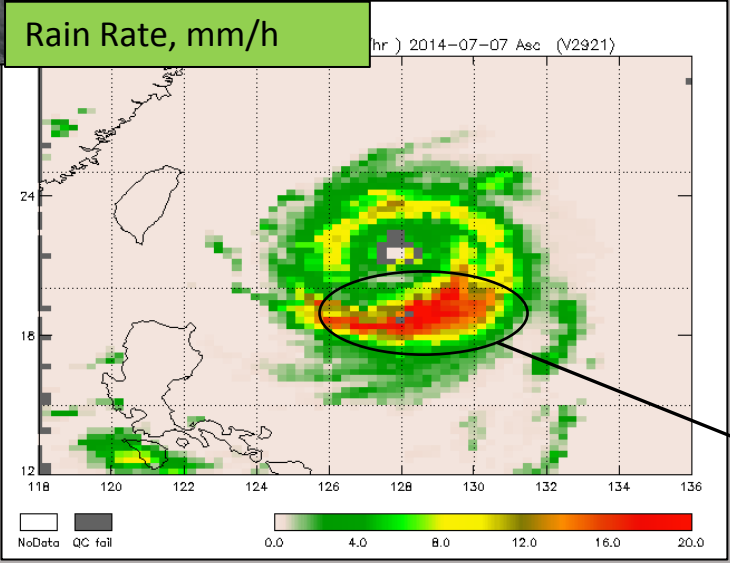 Rain Rate, mm/h
/hr ) 2014-07-07 Asc (V2921)
24
18
12
118 120 122 124 126 128 130 132 134 136
NoData QC fail
0.0 4.0 8.0 12.0 16.0 20.0